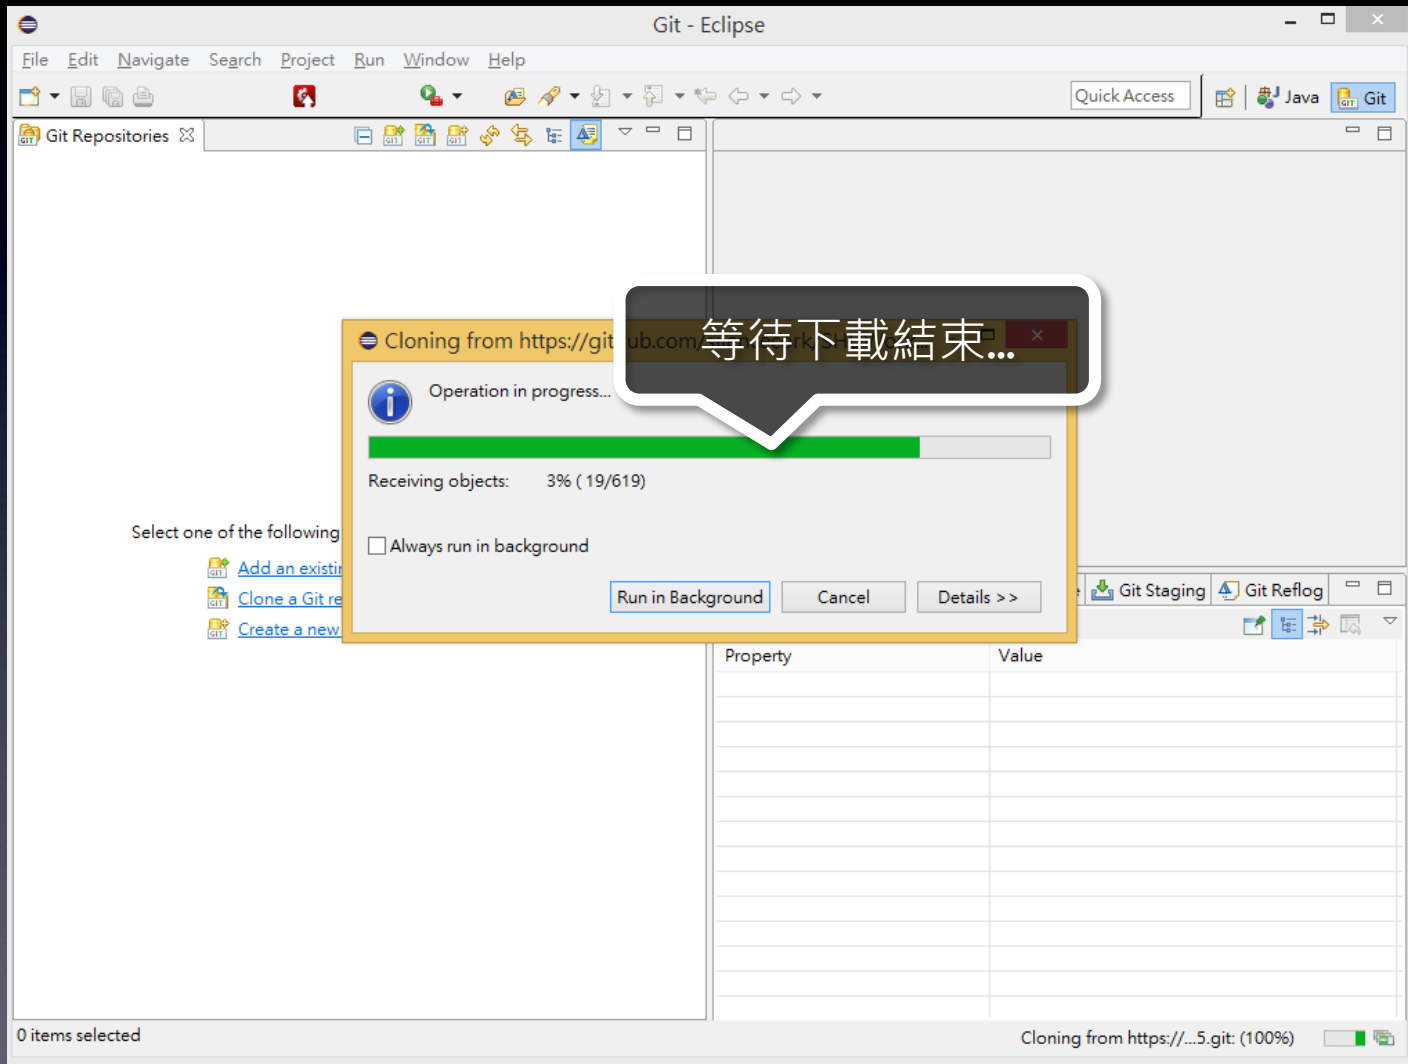 Git - Eclipse
File Edit Navigate Search Project Run Window Help
Quick Access Java Git
Git Repositories
等待下載結束...
Cloning from https://github.com/
Operation in progress...
Receiving objects: 3% ( 19/619)
Select one of the following
Always run in background
Add an existin
Clone a Git re
Create a new
Run in Background Cancel Details >>
Git Staging Git Reflog
Property Value
0 items selected
Cloning from https://...5.git: (100%)